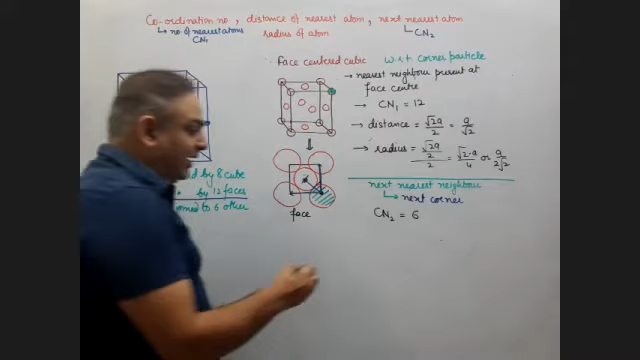 Co-ordination no, distance of nearest atom, next nearest atom
↳ no of nearest atoms radius of atom ↳ CN₂
CN₁
Face centred cubic w.r.t corner particle
→ nearest neighbour present at
face centre
→ CN₁ = 12
→ distance = √2a/2 = a/√2
→ radius = (√2a/2)/2 = √2·a/4 or a/2√2
d by 8 cube
by 12 faces
to 6 other
face
next nearest neighbour
↳ next corner
CN₂ = 6